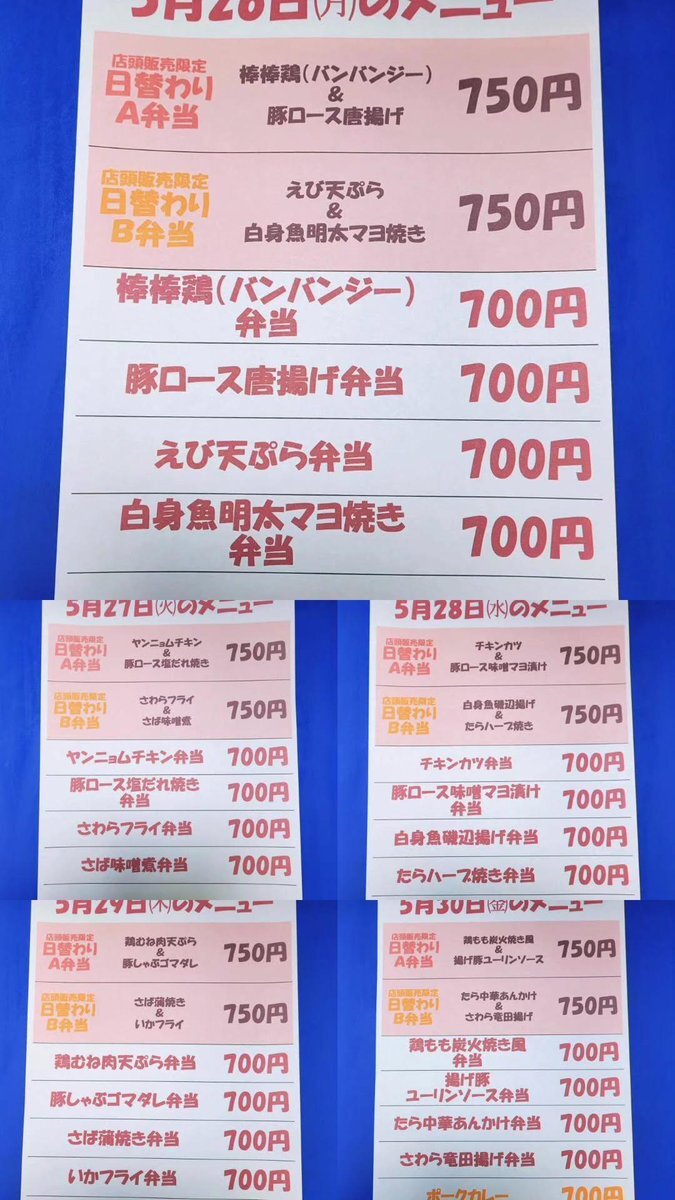 5月26日(月)のメニュー
店頭販売限定
日替わり
A弁当
棒棒鶏(バンバンジー)
&
豚ロース唐揚げ
750円
店頭販売限定
日替わり
B弁当
えび天ぷら
&
白身魚明太マヨ焼き
750円
棒棒鶏(バンバンジー)
弁当
700円
豚ロース唐揚げ弁当
700円
えび天ぷら弁当
700円
白身魚明太マヨ焼き
弁当
700円
5月27日(火)のメニュー
店頭販売限定
日替わり
A弁当
ヤンニョムチキン
&
豚ロース塩だれ焼き
750円
店頭販売限定
日替わり
B弁当
さわらフライ
&
さば味噌煮
750円
ヤンニョムチキン弁当
700円
豚ロース塩だれ焼き
弁当
700円
さわらフライ弁当
700円
さば味噌煮弁当
700円
5月28日(水)のメニュー
店頭販売限定
日替わり
A弁当
チキンカツ
&
豚ロース味噌マヨ漬け
750円
店頭販売限定
日替わり
B弁当
白身魚磯辺揚げ
&
たらハーブ焼き
750円
チキンカツ弁当
700円
豚ロース味噌マヨ漬け
弁当
700円
白身魚磯辺揚げ弁当
700円
たらハーブ焼き弁当
700円
5月29日(木)のメニュー
店頭販売限定
日替わり
A弁当
鶏むね肉天ぷら
&
豚しゃぶゴマダレ
750円
店頭販売限定
日替わり
B弁当
さば蒲焼き
&
いかフライ
750円
鶏むね肉天ぷら弁当
700円
豚しゃぶゴマダレ弁当
700円
さば蒲焼き弁当
700円
いかフライ弁当
700円
5月30日(金)のメニュー
店頭販売限定
日替わり
A弁当
鶏もも炭火焼き風
&
揚げ豚ユーリンソース
750円
店頭販売限定
日替わり
B弁当
たら中華あんかけ
&
さわら竜田揚げ
750円
鶏もも炭火焼き風
弁当
700円
揚げ豚
ユーリンソース弁当
700円
たら中華あんかけ弁当
700円
さわら竜田揚げ弁当
700円
ポークカレー
700円